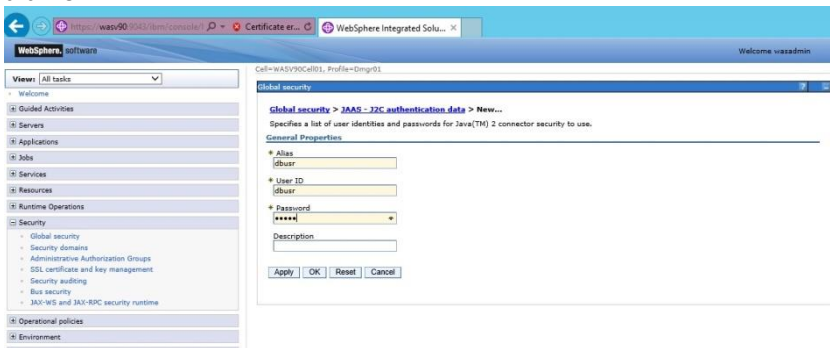 https://wasv90:9043/ibm/console/l
Certificate er...
WebSphere Integrated Solu...
WebSphere. software
Welcome wasadmin
View: All tasks
Cell=WASV90Cell01, Profile=Dmgr01
Welcome
Guided Activities
Servers
Applications
Jobs
Services
Resources
Runtime Operations
Security
Global security
Security domains
Administrative Authorization Groups
SSL certificate and key management
Security auditing
Bus security
JAX-WS and JAX-RPC security runtime
Operational policies
Environment
Global security
?
Global security > JAAS - J2C authentication data > New...
Specifies a list of user identities and passwords for Java(TM) 2 connector security to use.
General Properties
* Alias
dbusr
* User ID
dbusr
* Password
•••••
Description
Apply OK Reset Cancel